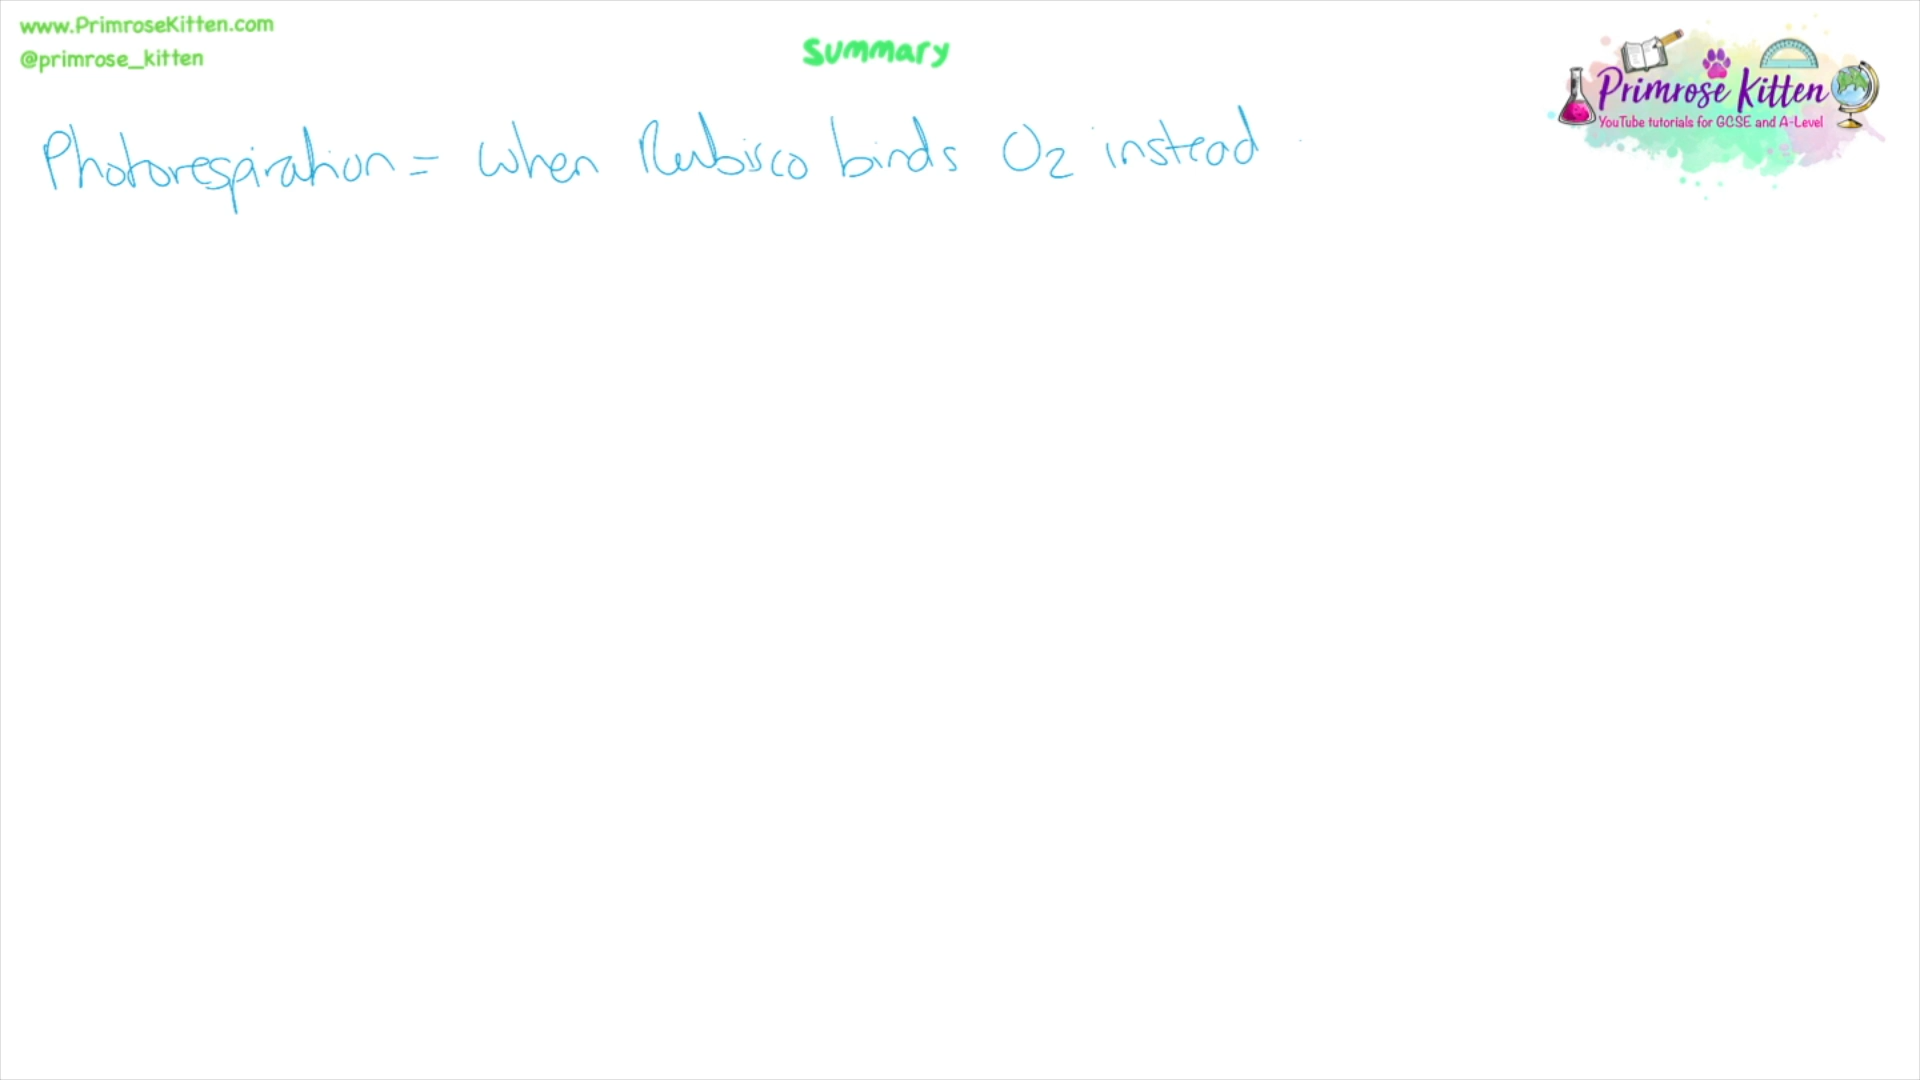 www.PrimroseKitten.com
@primrose_kitten
Summary
Primrose Kitten
YouTube tutorials for GCSE and A-Level
Photorespiration = when Rubisco binds O2 instead